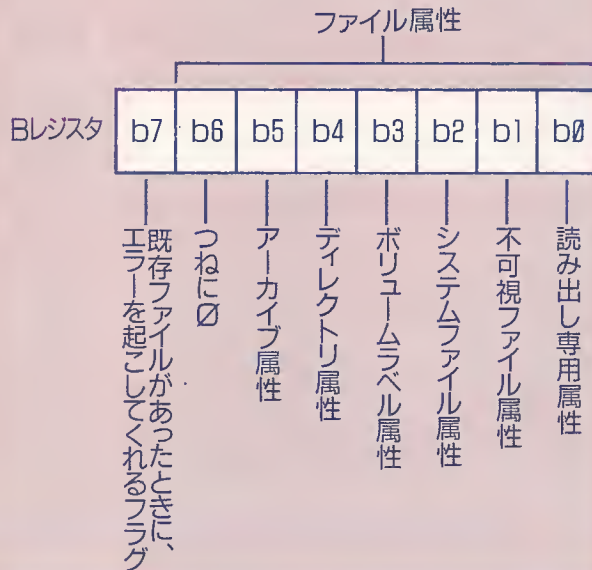 ファイル属性
Bレジスタ
b7 b6 b5 b4 b3 b2 b1 b0
既存ファイルがあったときに、
エラーを起こしてくれるフラグ
つねに0
アーカイブ属性
ディレクトリ属性
ボリュームラベル属性
システムファイル属性
不可視ファイル属性
読み出し専用属性